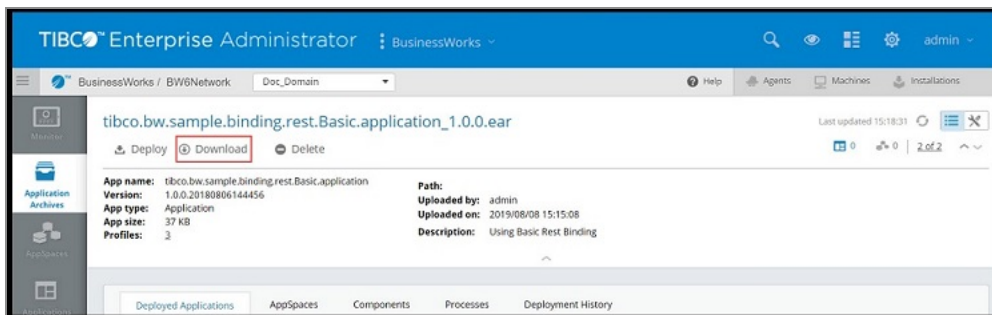 TIBCO™ Enterprise Administrator
BusinessWorks
admin
BusinessWorks / BW6Network
Doc_Domain
Help
Agents
Machines
Installations
Monitor
tibco.bw.sample.binding.rest.Basic.application_1.0.0.ear
Last updated 15:18:31
Deploy
Download
Delete
0
0
2 of 2
Application
Archives
App name: tibco.bw.sample.binding.rest.Basic.application
Version: 1.0.0.20180806144456
App type: Application
App size: 37 KB
Profiles: 3
Path:
Uploaded by: admin
Uploaded on: 2019/08/08 15:15:08
Description: Using Basic Rest Binding
AppSpaces
Applications
Deployed Applications
AppSpaces
Components
Processes
Deployment History